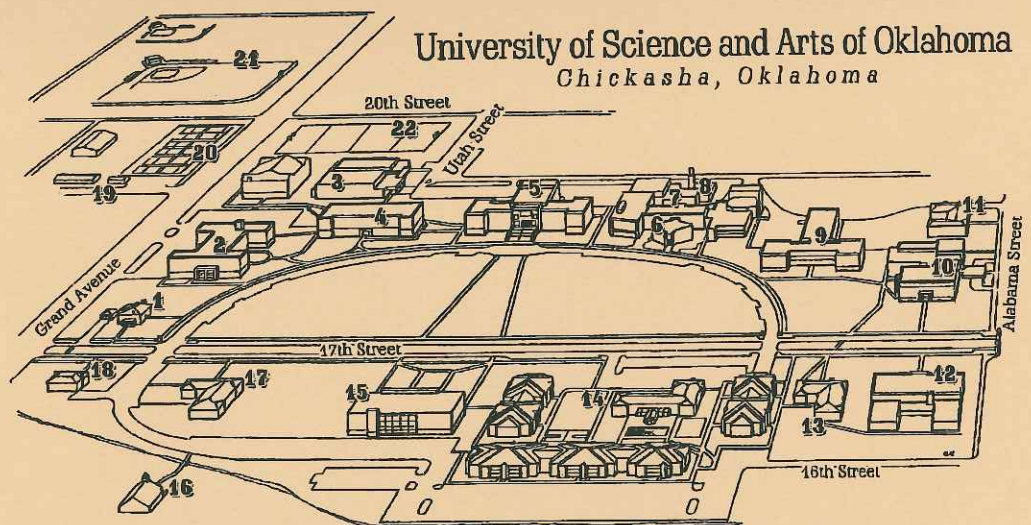 University of Science and Arts of Oklahoma
Chickasha, Oklahoma
21
20th Street
22
Utah Street
20
19
3
5
8
7
4
6
11
2
9
10
Alabama Street
Grand Avenue
1
17th Street
18
17
15
14
12
13
16th Street
16